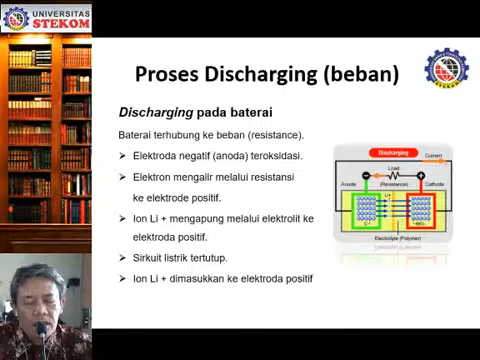 UNIVERSITAS
STEKOM
Proses Discharging (beban)
Discharging pada baterai
Baterai terhubung ke beban (resistance).
➤ Elektroda negatif (anoda) teroksidasi.
➤ Elektron mengalir melalui resistansi
ke elektrode positif.
➤ Ion Li + mengapung melalui elektrolit ke
elektroda positif.
➤ Sirkuit listrik tertutup.
➤ Ion Li + dimasukkan ke elektroda positif
Discharging
Current
Load
Anode
(Resistance)
Cathode
Li+
Electrolyte (Polymer)